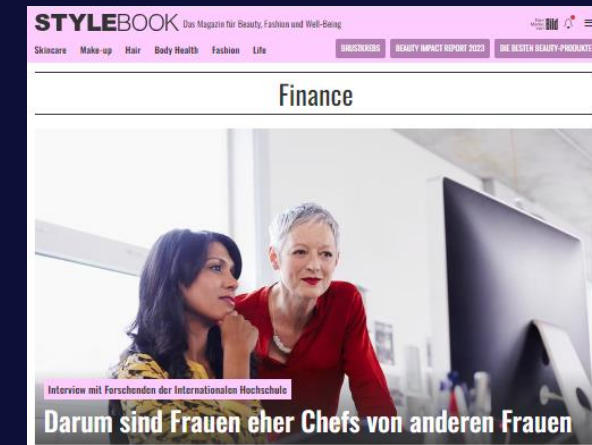 STYLEBOOK Das Magazin für Beauty, Fashion und Well-Being
Bild
Skincare Make-up Hair Body Health Fashion Life
BRUSTKREBS BEAUTY IMPACT REPORT 2023 DIE BESTEN BEAUTY-PRODUKTE
Finance
Interview mit Forschenden der Internationalen Hochschule
Darum sind Frauen eher Chefs von anderen Frauen